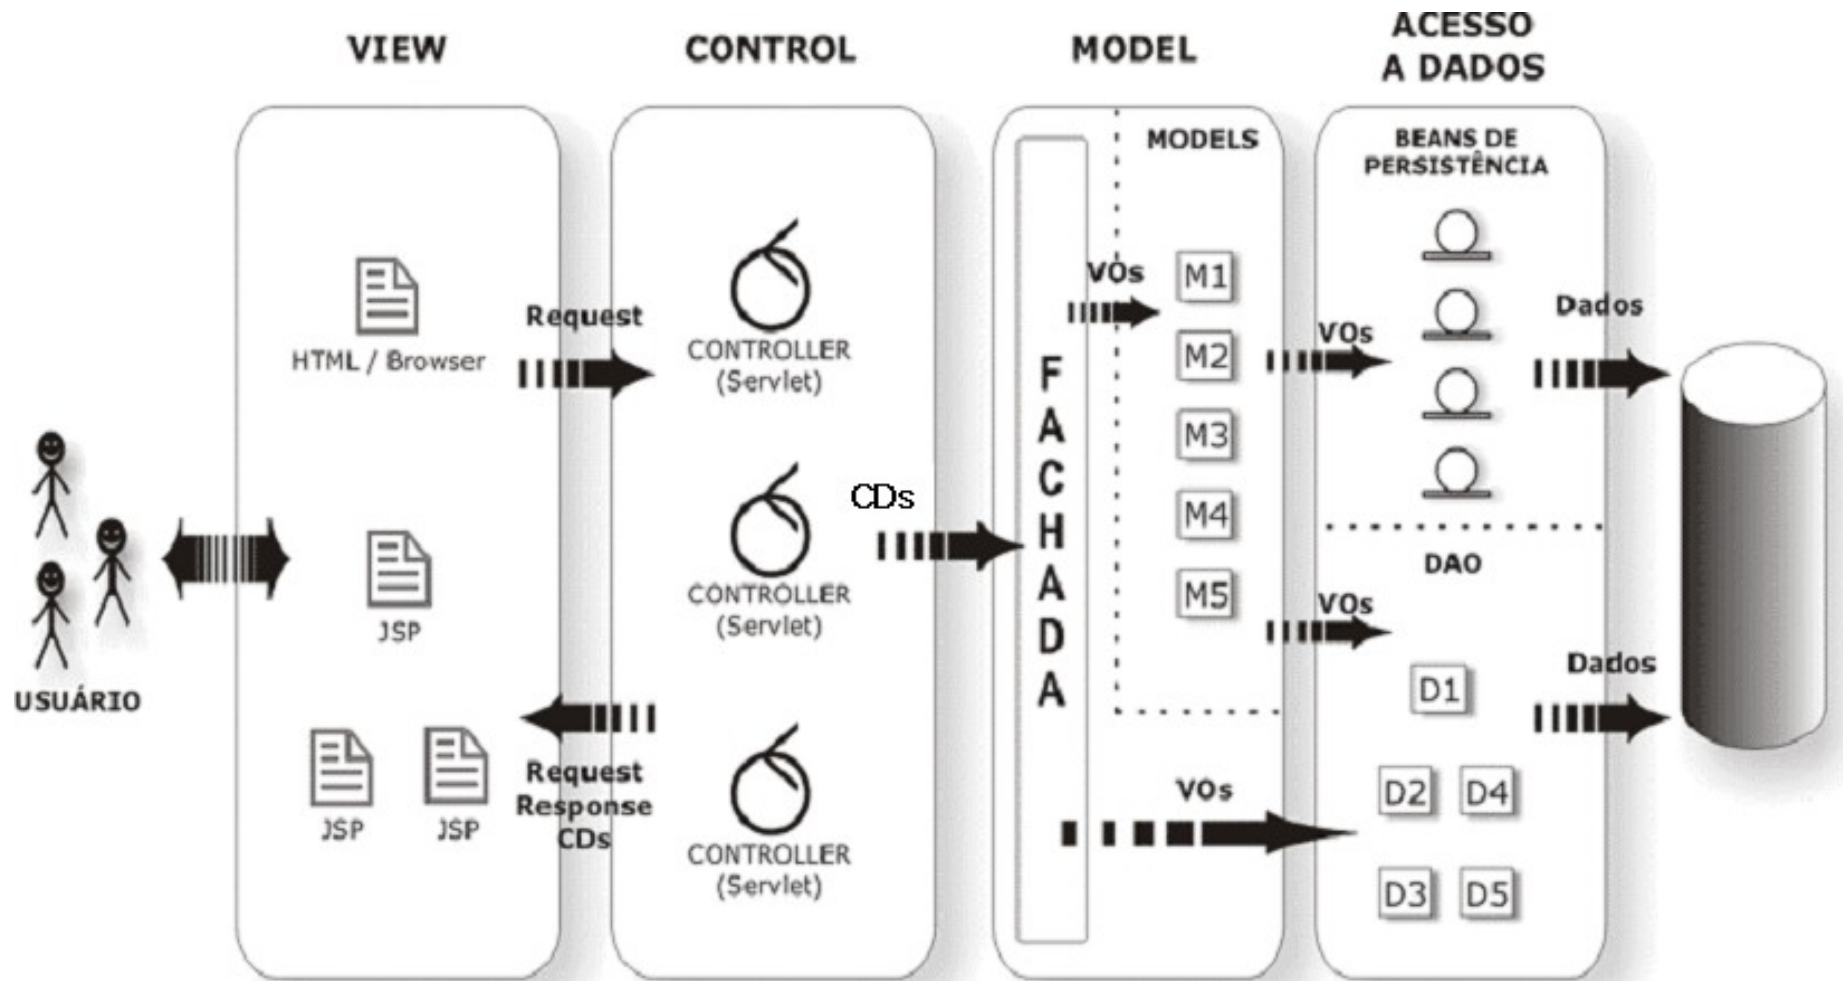 VIEW
CONTROL
MODEL
ACESSO
A DADOS
HTML / Browser
JSP
JSP
JSP
USUÁRIO
Request
Request
Response
CDs
CONTROLLER
(Servlet)
CONTROLLER
(Servlet)
CONTROLLER
(Servlet)
CDs
FACHADA
MODELS
VOs
M1
M2
M3
M4
M5
VOs
VOs
VOs
BEANS DE
PERSISTÊNCIA
DAO
D1
D2
D4
D3
D5
Dados
Dados